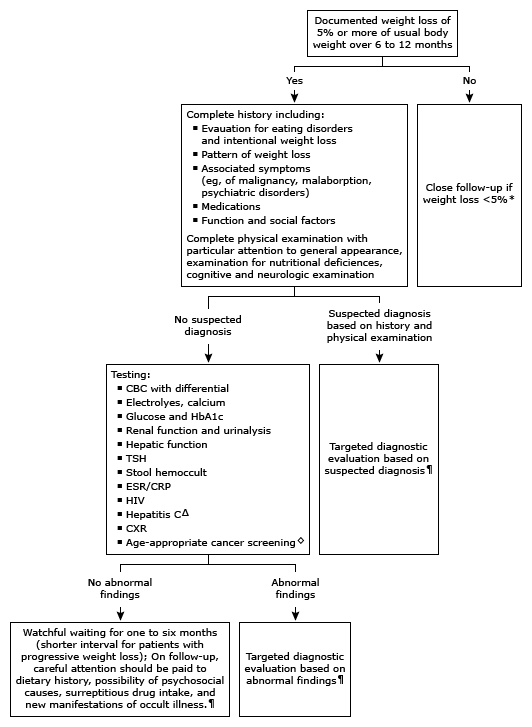 Documented weight loss of
5% or more of usual body
weight over 6 to 12 months
Yes
No
Complete history including:
▪ Evauation for eating disorders
and intentional weight loss
▪ Pattern of weight loss
▪ Associated symptoms
(eg, of malignancy, malaborption,
psychiatric disorders)
▪ Medications
▪ Function and social factors
Complete physical examination with
particular attention to general appearance,
examination for nutritional deficiences,
cognitive and neurologic examination
Close follow-up if
weight loss <5%*
No suspected
diagnosis
Suspected diagnosis
based on history and
physical examination
Testing:
▪ CBC with differential
▪ Electrolyes, calcium
▪ Glucose and HbA1c
▪ Renal function and urinalysis
▪ Hepatic function
▪ TSH
▪ Stool hemoccult
▪ ESR/CRP
▪ HIV
▪ Hepatitis CΔ
▪ CXR
▪ Age-appropriate cancer screening◇
Targeted diagnostic
evaluation based on
suspected diagnosis¶
No abnormal
findings
Abnormal
findings
Watchful waiting for one to six months
(shorter interval for patients with
progressive weight loss); On follow-up,
careful attention should be paid to
dietary history, possibility of psychosocial
causes, surreptitious drug intake, and
new manifestations of occult illness.¶
Targeted diagnostic
evaluation based on
abnormal findings¶